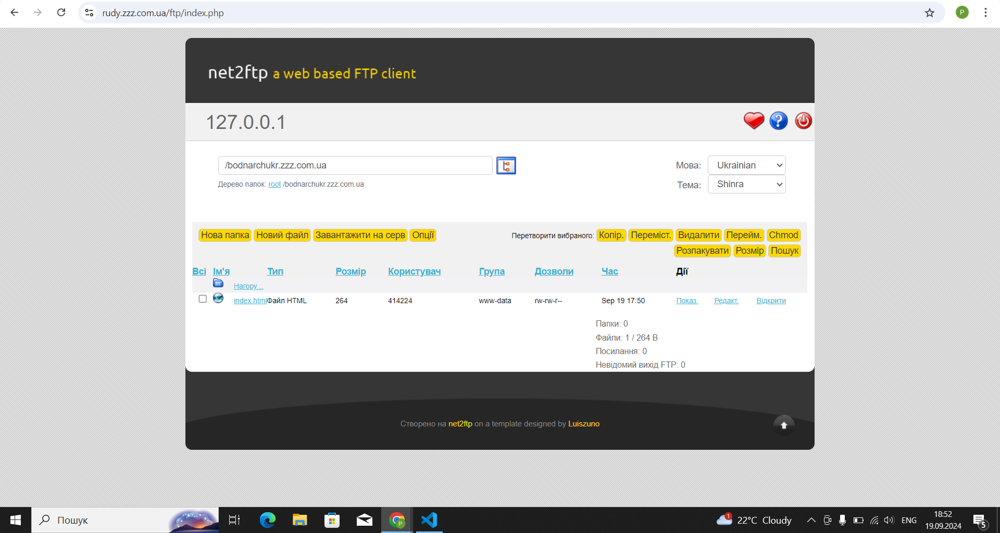 rudy.zzz.com.ua/ftp/index.php
P
net2ftp a web based FTP client
127.0.0.1
/bodnarchukr.zzz.com.ua
Мова: Ukrainian
Дерево папок: root /bodnarchukr.zzz.com.ua
Тема: Shinra
Нова папка Новий файл Завантажити на серв Опції Перетворити вибраного: Копір. Переміст. Видалити Перейм. Chmod
Розпакувати Розмір Пошук
Всі Ім'я Тип Розмір Користувач Група Дозволи Час Дії
Нагору ..
index.html Файл HTML 264 414224 www-data rw-rw-r-- Sep 19 17:50 Показ. Редакт. Відкрити
Папки: 0
Файли: 1 / 264 B
Посилання: 0
Невідомий вихід FTP: 0
Створено на net2ftp on a template designed by Luiszuno
Пошук
P
1
22°C Cloudy
ENG
18:52
19.09.2024
5